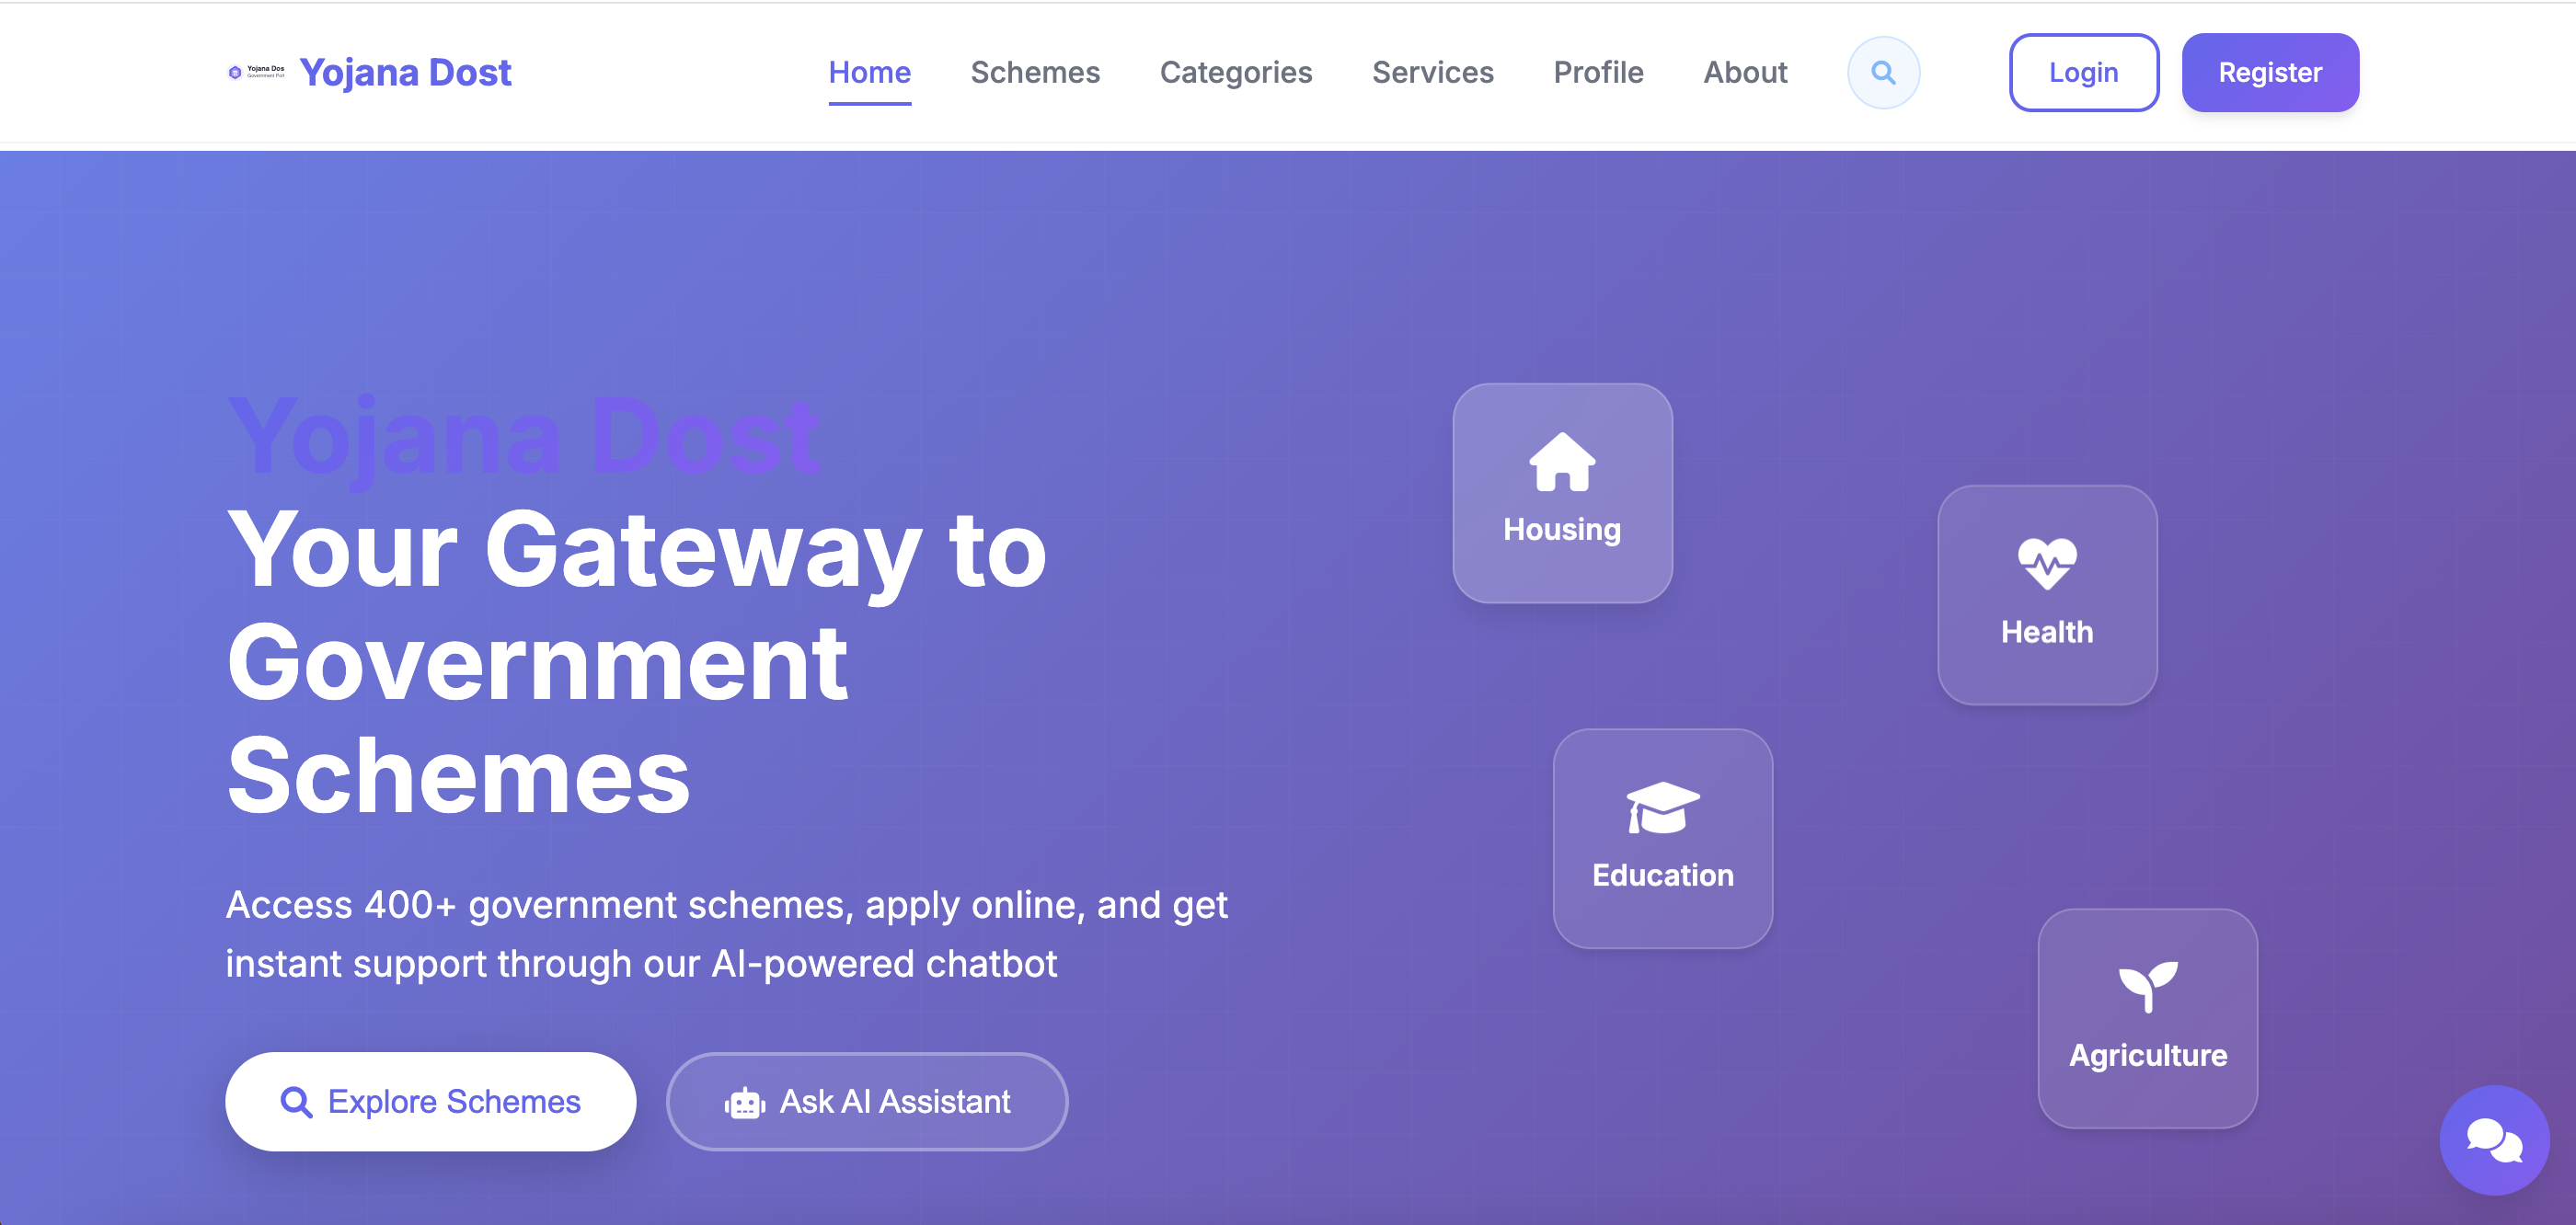 Yojana Dos
Government Port
Yojana Dost
Home
Schemes
Categories
Services
Profile
About
Login
Register
Yojana Dost
Your Gateway to
Government
Schemes
Access 400+ government schemes, apply online, and get
instant support through our AI-powered chatbot
Explore Schemes
Ask AI Assistant
Housing
Health
Education
Agriculture